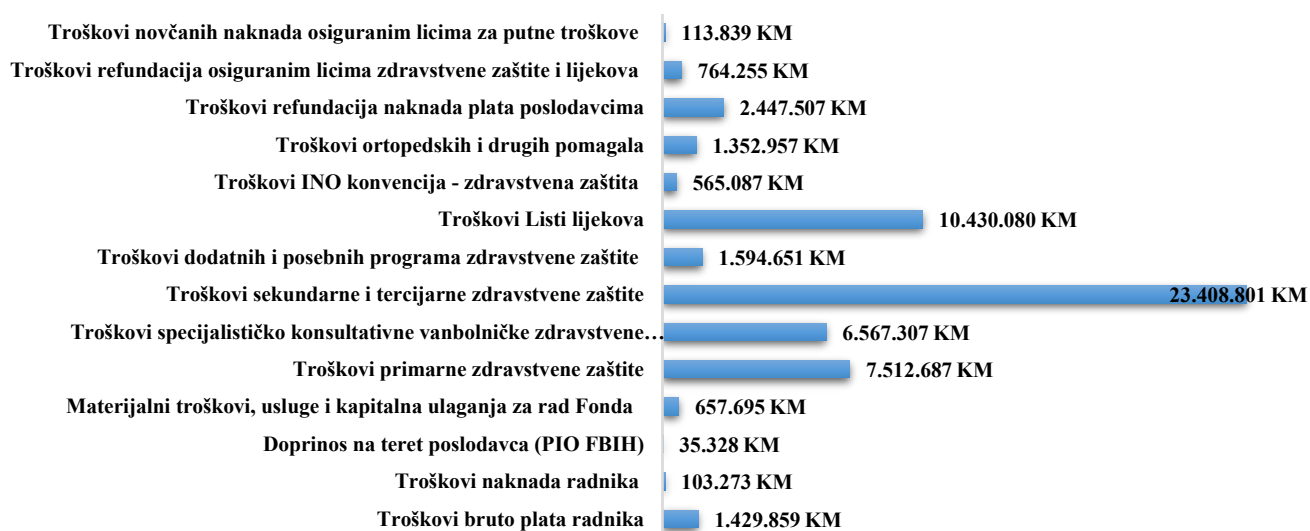 Troškovi novčanih naknada osiguranim licima za putne troškove 113.839 KM
Troškovi refundacija osiguranim licima zdravstvene zaštite i lijekova 764.255 KM
Troškovi refundacija naknada plata poslodavcima 2.447.507 KM
Troškovi ortopedskih i drugih pomagala 1.352.957 KM
Troškovi INO konvencija - zdravstvena zaštita 565.087 KM
Troškovi Listi lijekova 10.430.080 KM
Troškovi dodatnih i posebnih programa zdravstvene zaštite 1.594.651 KM
Troškovi sekundarne i tercijarne zdravstvene zaštite 23.408.801 KM
Troškovi specijalističko konsultativne vanbolničke zdravstvene… 6.567.307 KM
Troškovi primarne zdravstvene zaštite 7.512.687 KM
Materijalni troškovi, usluge i kapitalna ulaganja za rad Fonda 657.695 KM
Doprinos na teret poslodavca (PIO FBIH) 35.328 KM
Troškovi naknada radnika 103.273 KM
Troškovi bruto plata radnika 1.429.859 KM